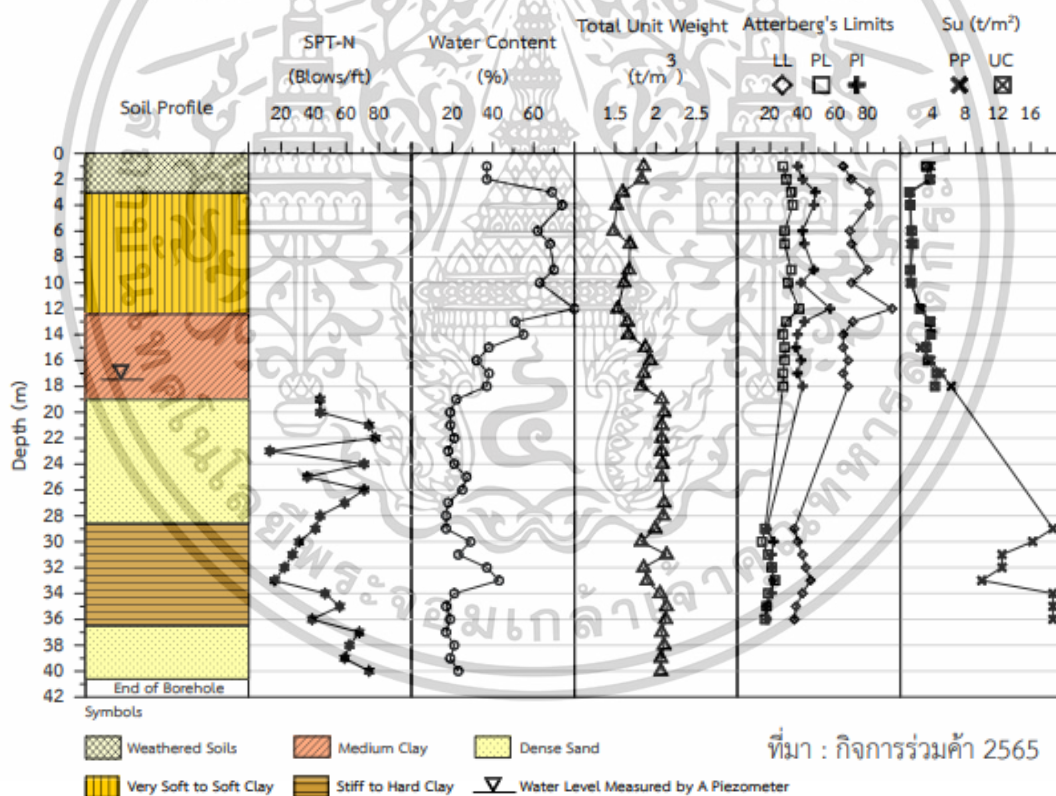 SPT-N Water Content Total Unit Weight Atterberg's Limits Su (t/m²)
(Blows/ft) (%) (t/m³) LL PL PI PP UC
Soil Profile 20 40 60 80 20 40 60 1.5 2 2.5 20 40 60 80 4 8 12 16
Depth (m)
0
2
4
6
8
10
12
14
16
18
20
22
24
26
28
30
32
34
36
38
40
42
End of Borehole
Symbols
Weathered Soils Medium Clay Dense Sand
Very Soft to Soft Clay Stiff to Hard Clay Water Level Measured by A Piezometer
ที่มา : กิจการร่วมค้า 2565